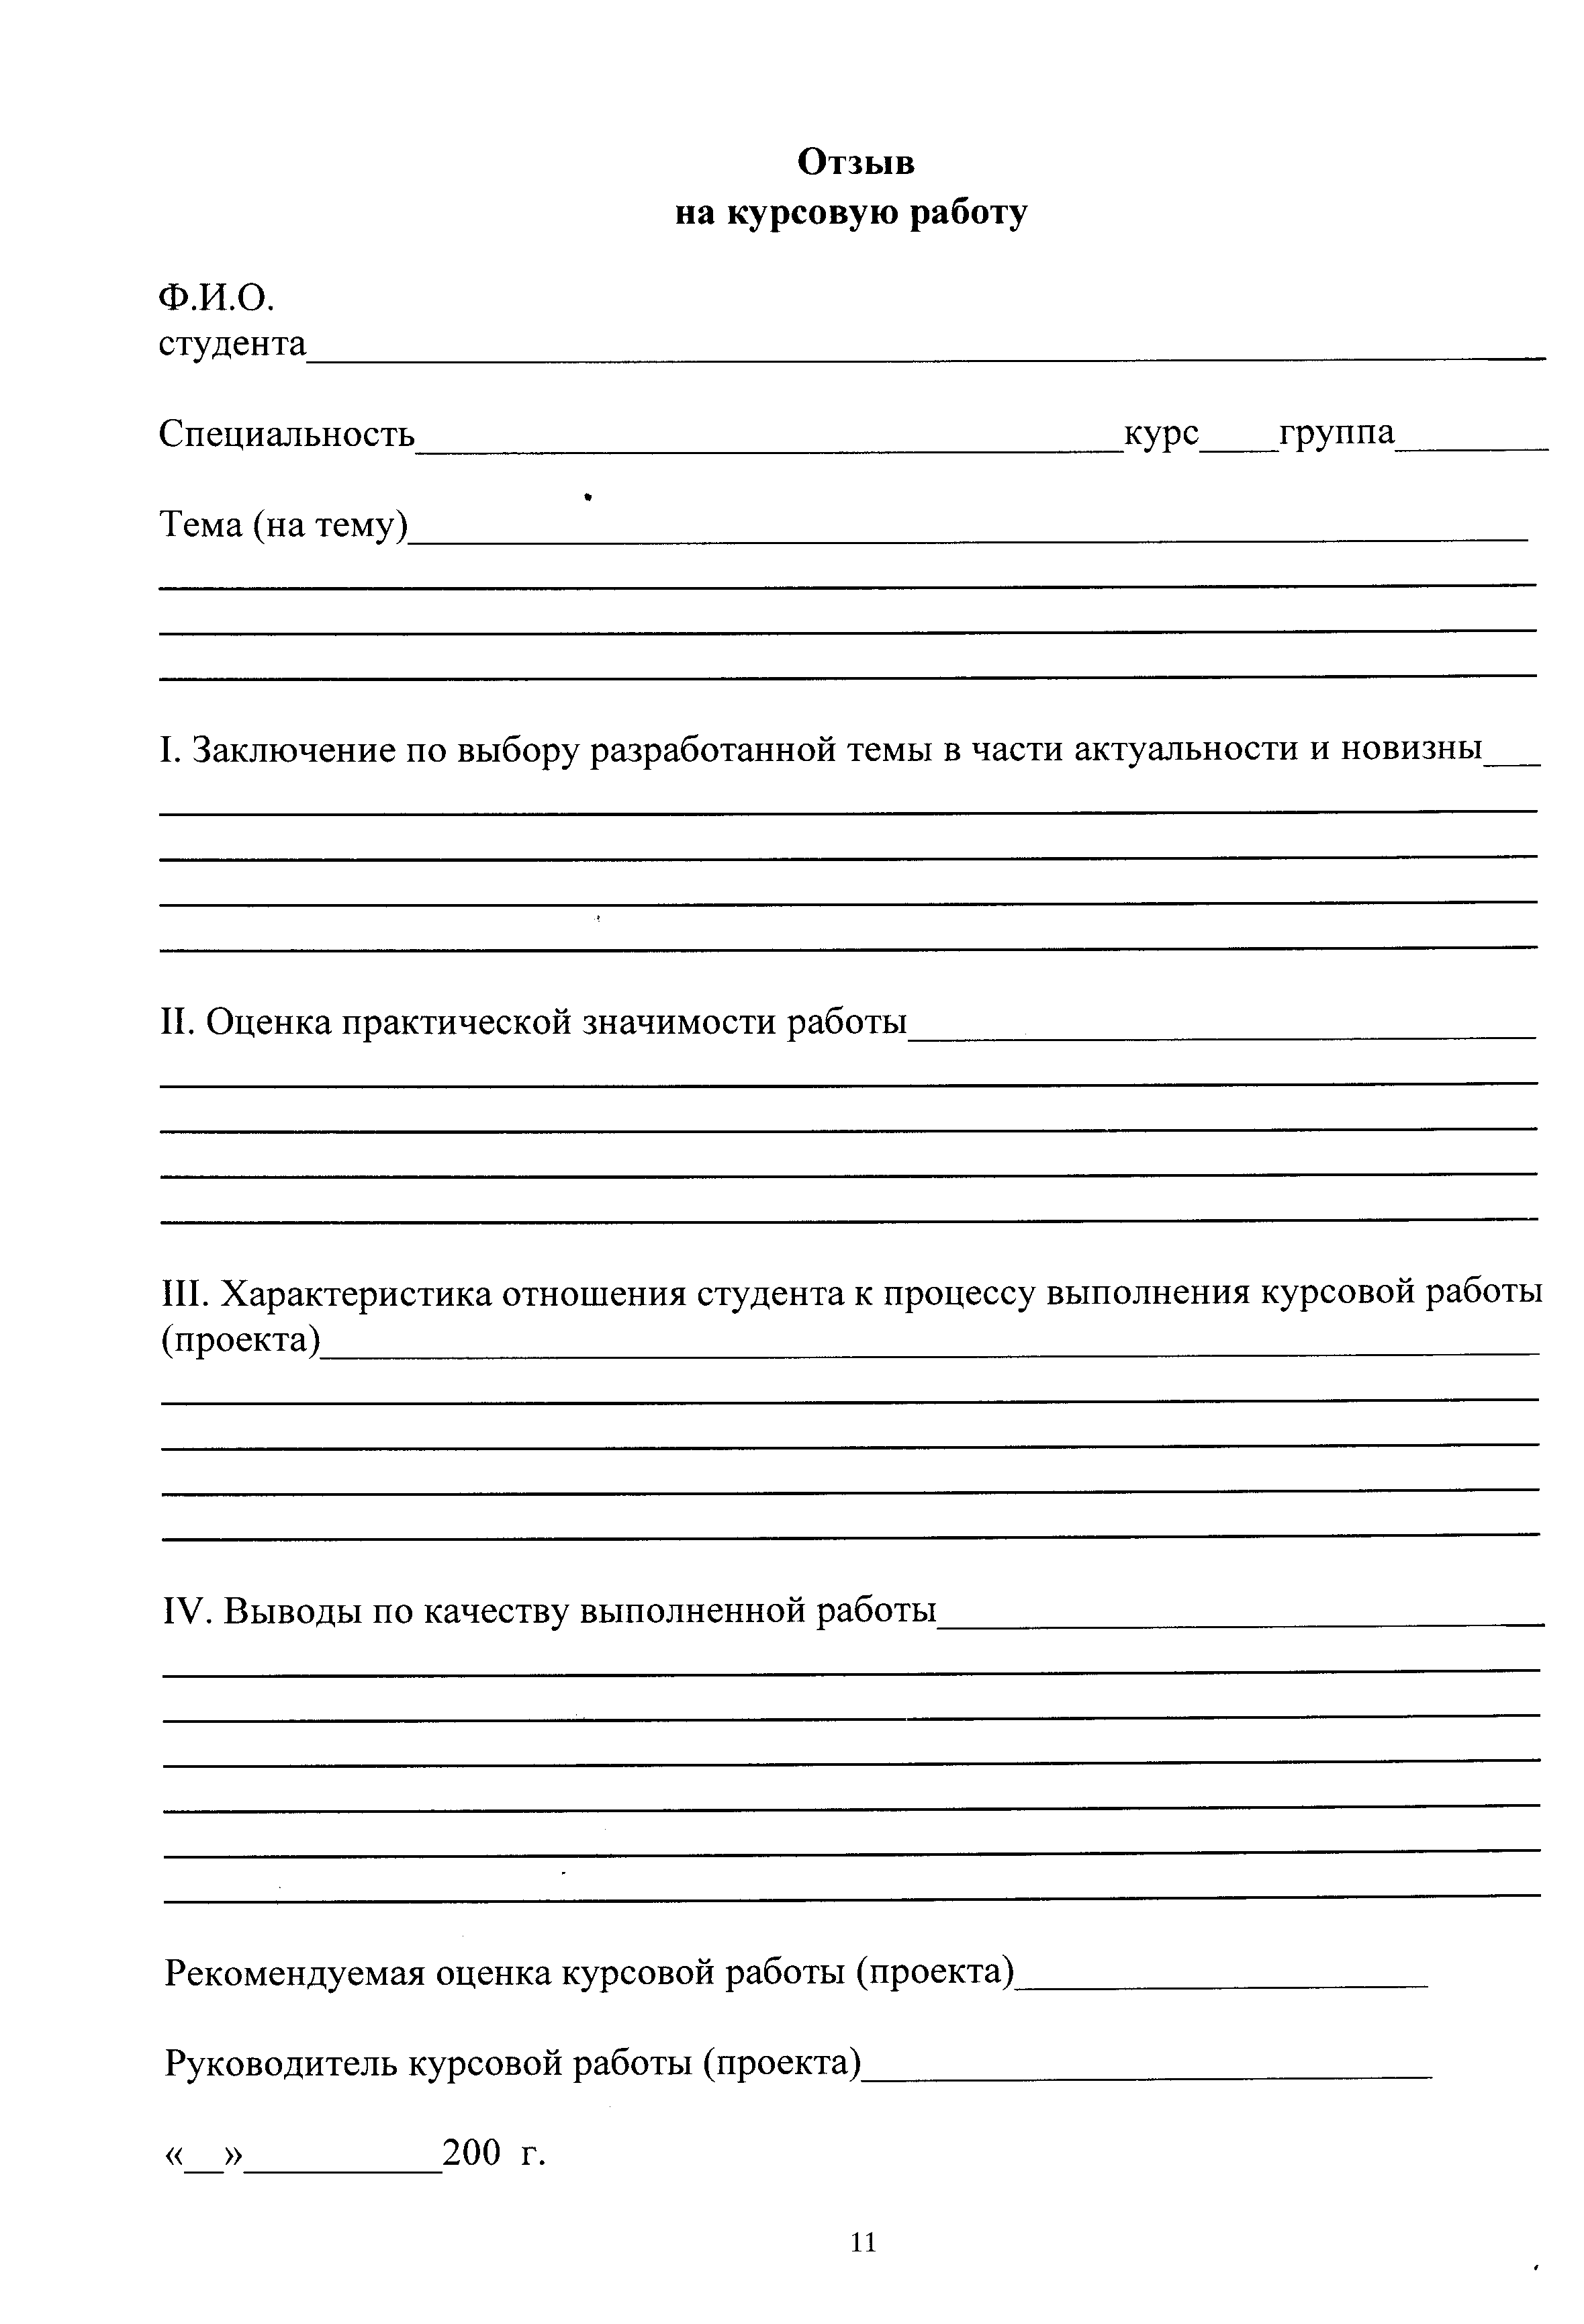 Отзыв
на курсовую работу
Ф.И.О.
студента
Специальность курс группа
Тема (на тему)
I. Заключение по выбору разработанной темы в части актуальности и новизны
II. Оценка практической значимости работы
III. Характеристика отношения студента к процессу выполнения курсовой работы
(проекта)
IV. Выводы по качеству выполненной работы
Рекомендуемая оценка курсовой работы (проекта)
Руководитель курсовой работы (проекта)
«__»__________200 г.
11